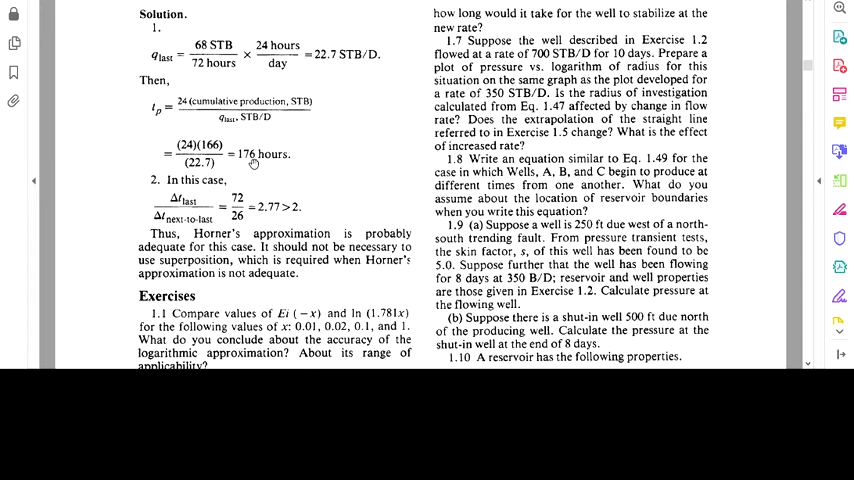 Solution.
1.
q last = 68 STB / 72 hours × 24 hours / day = 22.7 STB/D.
Then,
t p = 24 (cumulative production, STB) / q last, STB/D
= (24)(166) / (22.7) = 176 hours.
2. In this case,
Δt last / Δt next-to-last = 72 / 26 = 2.77 > 2.
Thus, Horner's approximation is probably
adequate for this case. It should not be necessary to
use superposition, which is required when Horner's
approximation is not adequate.
Exercises
1.1 Compare values of Ei (−x) and ln (1.781x)
for the following values of x: 0.01, 0.02, 0.1, and 1.
What do you conclude about the accuracy of the
logarithmic approximation? About its range of
applicability?
how long would it take for the well to stabilize at the
new rate?
1.7 Suppose the well described in Exercise 1.2
flowed at a rate of 700 STB/D for 10 days. Prepare a
plot of pressure vs. logarithm of radius for this
situation on the same graph as the plot developed for
a rate of 350 STB/D. Is the radius of investigation
calculated from Eq. 1.47 affected by change in flow
rate? Does the extrapolation of the straight line
referred to in Exercise 1.5 change? What is the effect
of increased rate?
1.8 Write an equation similar to Eq. 1.49 for the
case in which Wells, A, B, and C begin to produce at
different times from one another. What do you
assume about the location of reservoir boundaries
when you write this equation?
1.9 (a) Suppose a well is 250 ft due west of a north-
south trending fault. From pressure transient tests,
the skin factor, s, of this well has been found to be
5.0. Suppose further that the well has been flowing
for 8 days at 350 B/D; reservoir and well properties
are those given in Exercise 1.2. Calculate pressure at
the flowing well.
(b) Suppose there is a shut-in well 500 ft due north
of the producing well. Calculate the pressure at the
shut-in well at the end of 8 days.
1.10 A reservoir has the following properties.